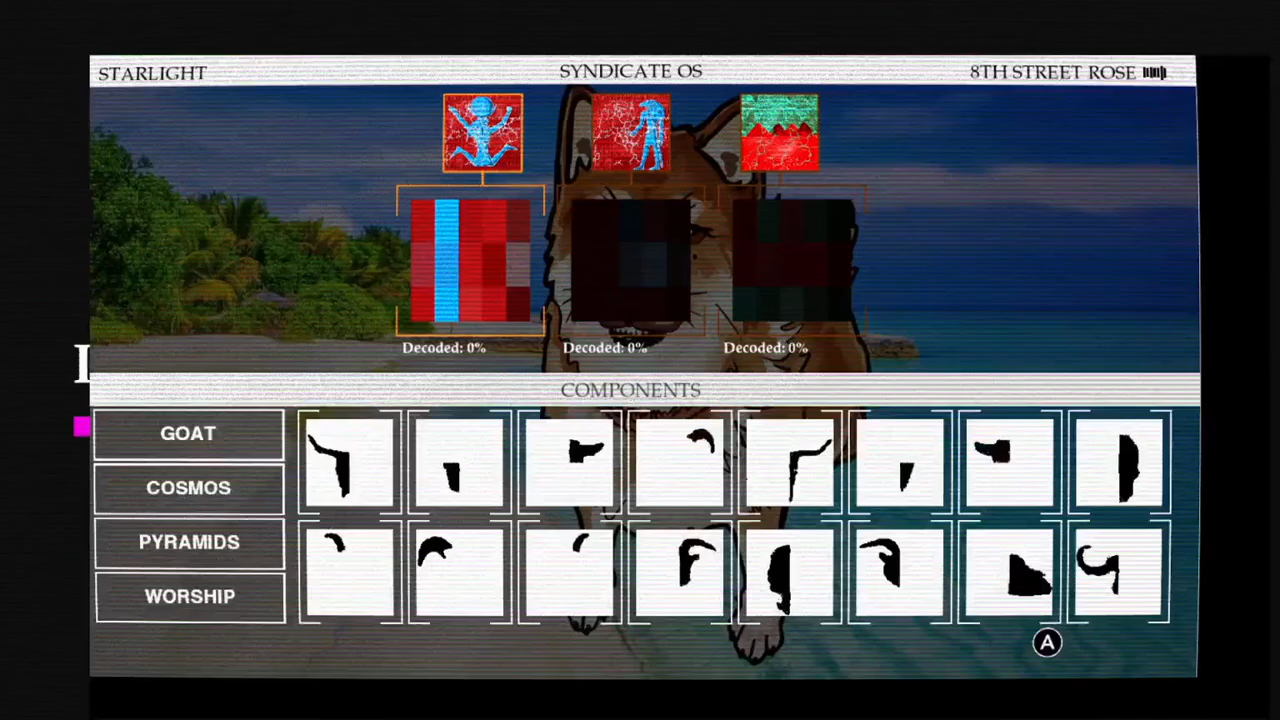 STARLIGHT SYNDICATE OS 8TH STREET ROSE
Decoded: 0% Decoded: 0% Decoded: 0%
COMPONENTS
GOAT
COSMOS
PYRAMIDS
WORSHIP
A